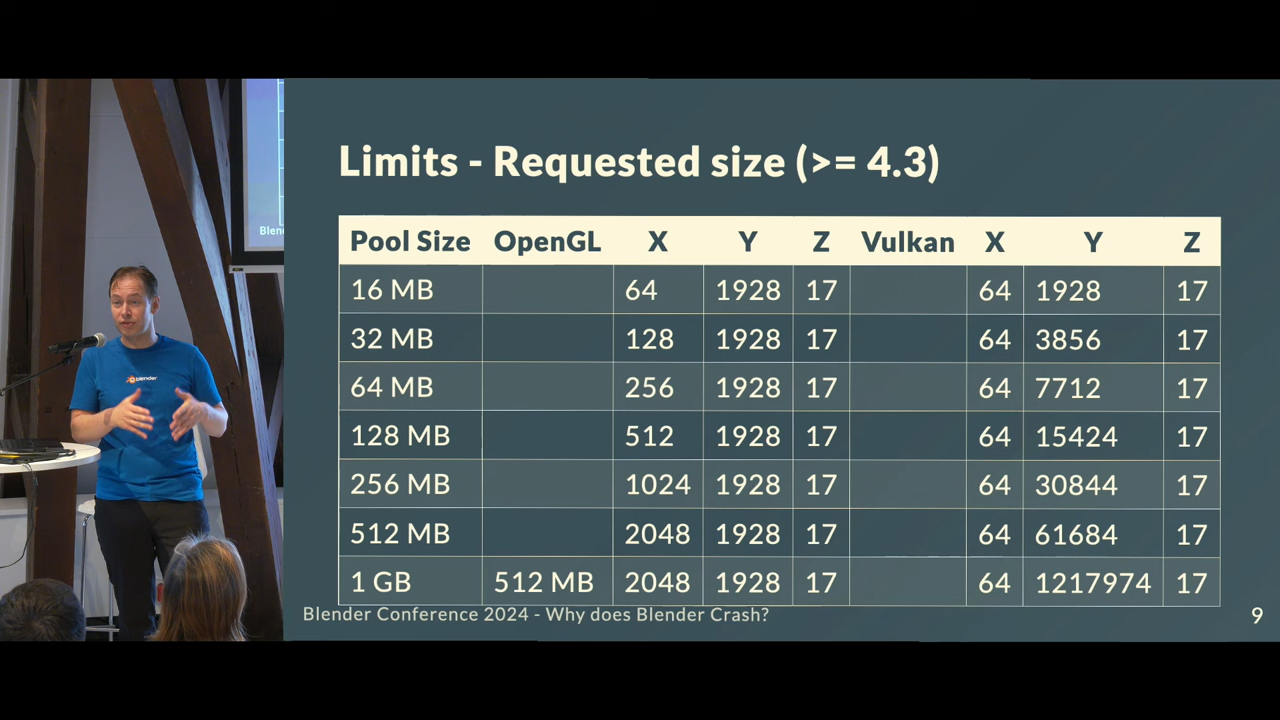 Blen
blender
Limits - Requested size (>= 4.3)
Pool Size OpenGL X Y Z Vulkan X Y Z
16 MB 64 1928 17 64 1928 17
32 MB 128 1928 17 64 3856 17
64 MB 256 1928 17 64 7712 17
128 MB 512 1928 17 64 15424 17
256 MB 1024 1928 17 64 30844 17
512 MB 2048 1928 17 64 61684 17
1 GB 512 MB 2048 1928 17 64 1217974 17
Blender Conference 2024 - Why does Blender Crash? 9